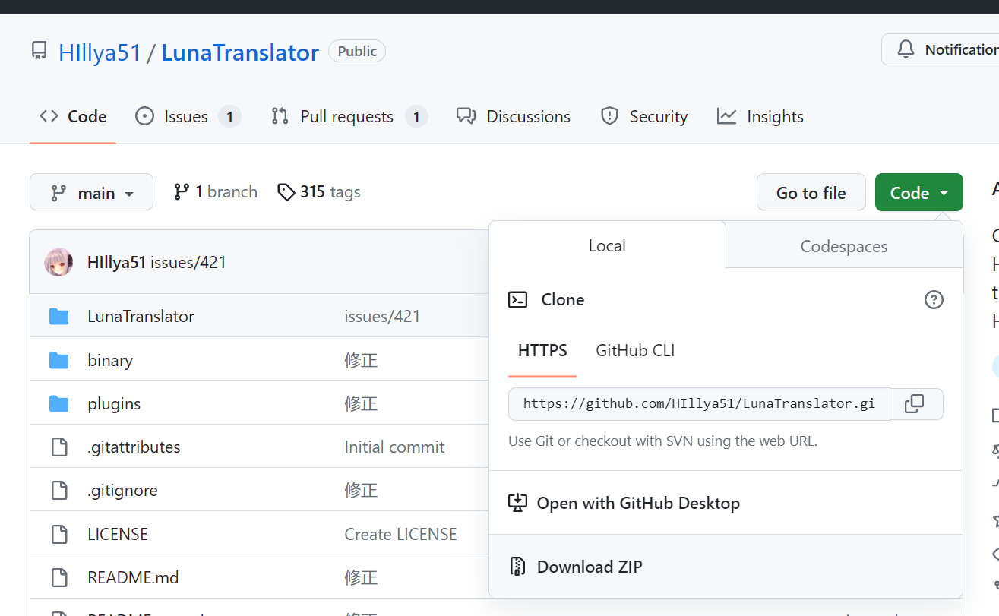 HIllya51 / LunaTranslator Public
Notification
Code Issues 1 Pull requests 1 Discussions Security Insights
main 1 branch 315 tags Go to file Code
Local Codespaces
HIllya51 issues/421
Clone
LunaTranslator issues/421
HTTPS GitHub CLI
binary 修正
plugins 修正
https://github.com/HIllya51/LunaTranslator.gi
Use Git or checkout with SVN using the web URL.
.gitattributes Initial commit
.gitignore 修正
Open with GitHub Desktop
LICENSE Create LICENSE
Download ZIP
README.md 修正